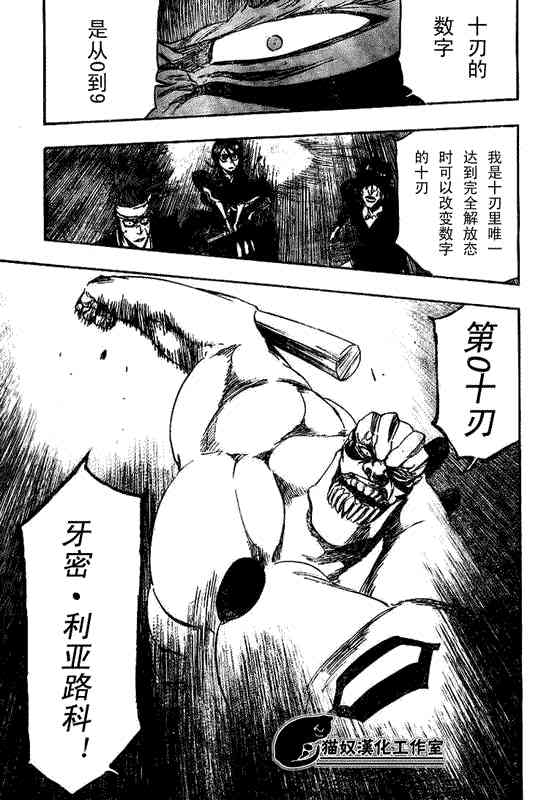 十刃的
数字
是从0到9
我是十刃里唯一
达到完全解放态
时可以改变数字
的十刃
第0十刃
牙密·利亚路科！
猫奴漢化工作室